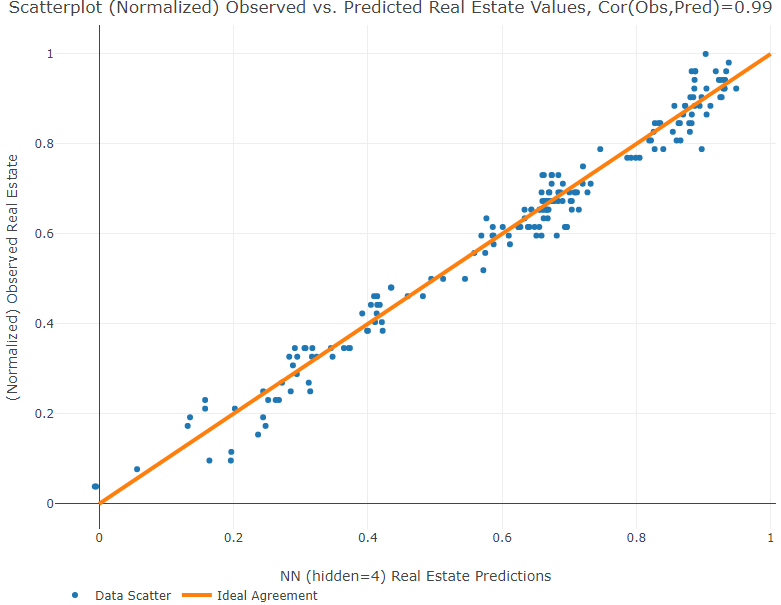 Scatterplot (Normalized) Observed vs. Predicted Real Estate Values, Cor(Obs,Pred)=0.99
1
0.8
0.6
0.4
0.2
0
(Normalized) Observed Real Estate
0 0.2 0.4 0.6 0.8 1
NN (hidden=4) Real Estate Predictions
Data Scatter Ideal Agreement